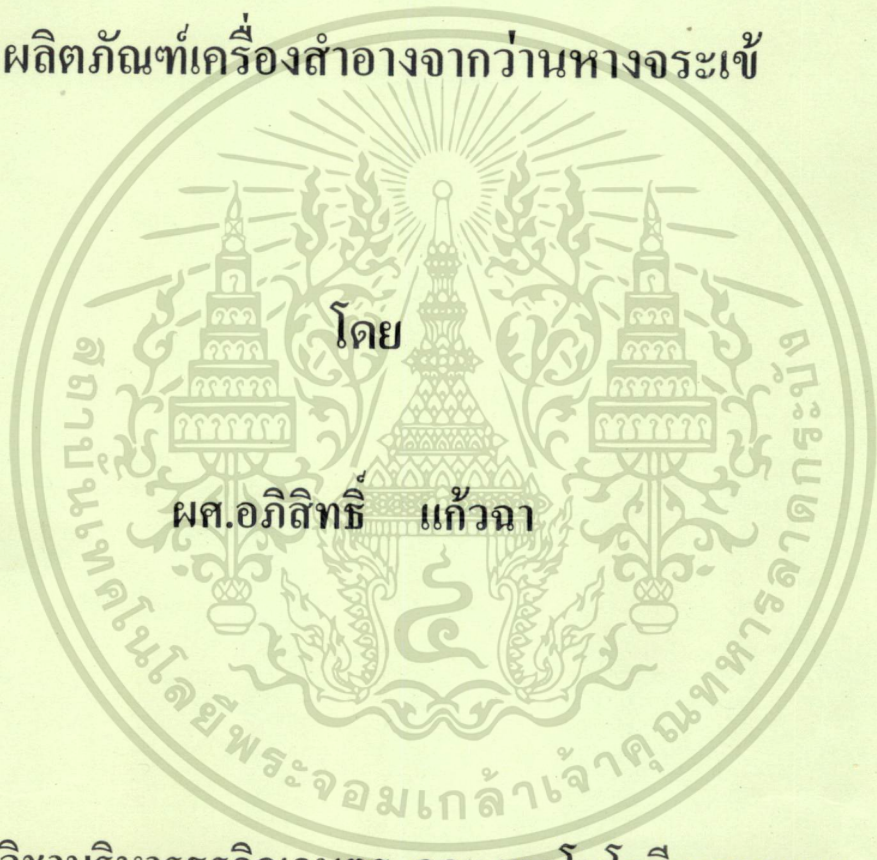 ผลิตภัณฑ์เครื่องสำอางจากว่านหางจระเข้
โดย
ผศ.อภิสิทธิ์ แก้วฉา
สถาบันเทคโนโลยีพระจอมเกล้าเจ้าคุณทหารลาดกระบัง